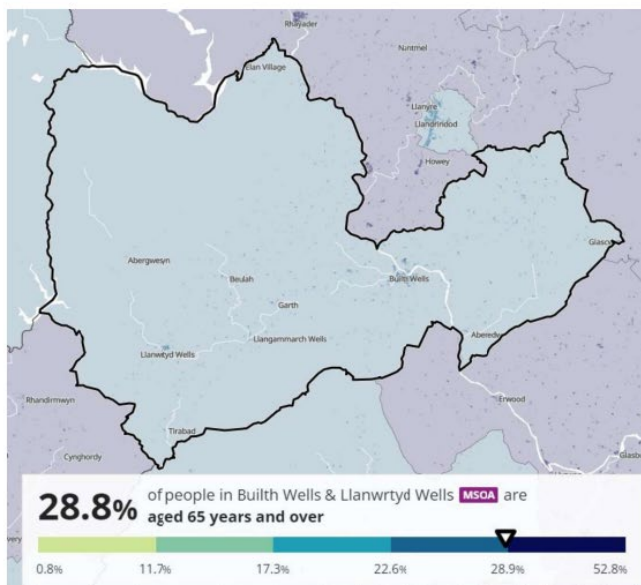 Rhayader
Nantmel
Elan Village
Llanyre
Llandrindod
Howey
Glascw
Abergwesyn
Beulah
Builth Wells
Garth
Aberedw
Llangammarch Wells
Llanwrtyd Wells
Rhandirmwyn
Erwood
Tirabad
Cynghordy
Glasb
28.8% of people in Builth Wells & Llanwrtyd Wells MSOA are
aged 65 years and over
0.8% 11.7% 17.3% 22.6% 28.9% 52.8%